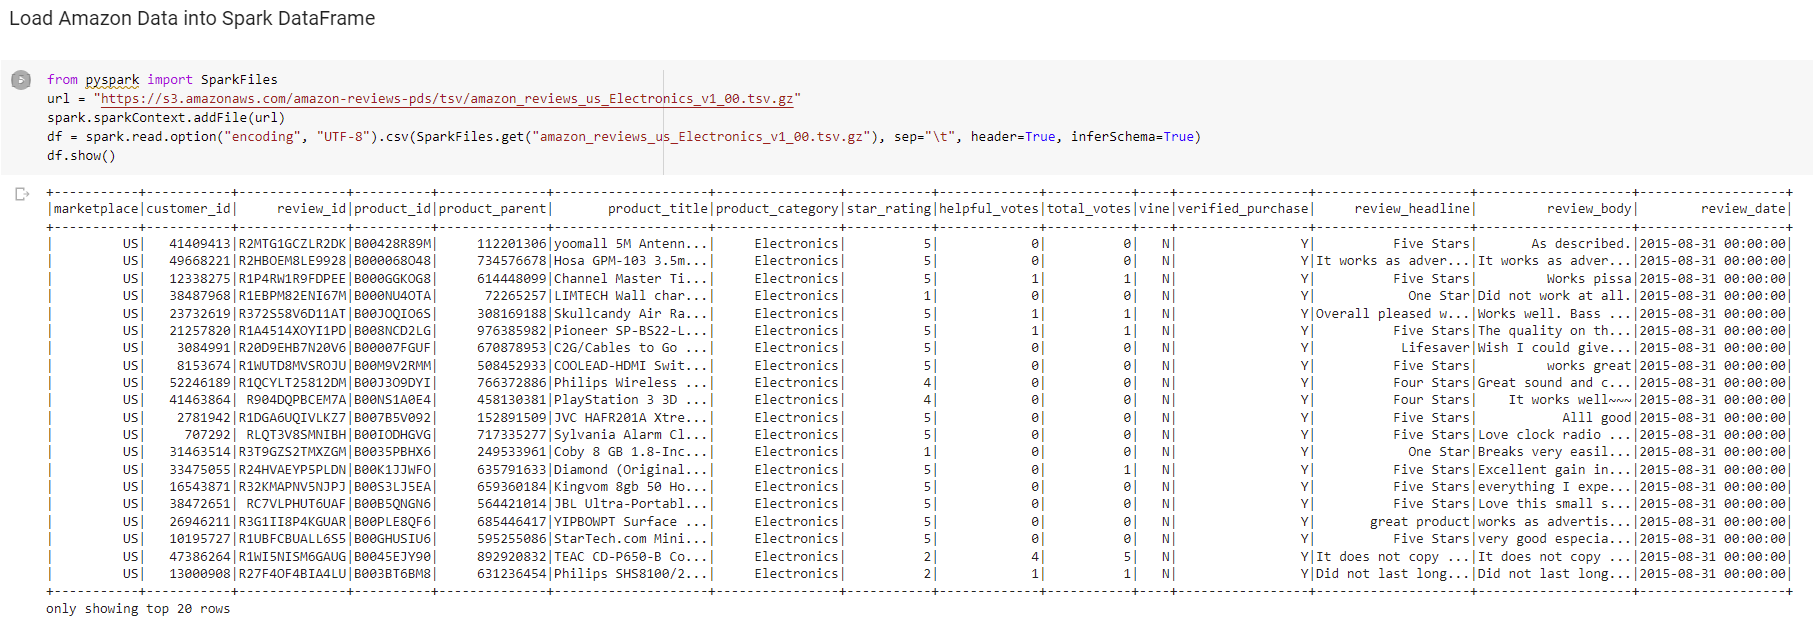 Load Amazon Data into Spark DataFrame
from pyspark import SparkFiles
url = "https://s3.amazonaws.com/amazon-reviews-pds/tsv/amazon_reviews_us_Electronics_v1_00.tsv.gz"
spark.sparkContext.addFile(url)
df = spark.read.option("encoding", "UTF-8").csv(SparkFiles.get("amazon_reviews_us_Electronics_v1_00.tsv.gz"), sep="\t", header=True, inferSchema=True)
df.show()
+-----------+-----------+--------------+----------+--------------+--------------------+----------------+-----------+-------------+-----------+----+-----------------+--------------------+--------------------+-------------------+
|marketplace|customer_id|     review_id|product_id|product_parent|       product_title|product_category|star_rating|helpful_votes|total_votes|vine|verified_purchase|     review_headline|         review_body|        review_date|
+-----------+-----------+--------------+----------+--------------+--------------------+----------------+-----------+-------------+-----------+----+-----------------+--------------------+--------------------+-------------------+
|         US|   41409413|R2MTG1GCZLR2DK|B00428R89M|     112201306|yoomall 5M Antenn...|     Electronics|          5|            0|          0|   N|                Y|          Five Stars|       As described.|2015-08-31 00:00:00|
|         US|   49668221|R2HBOEM8LE9928|B000068O48|     734576678|Hosa GPM-103 3.5m...|     Electronics|          5|            0|          0|   N|                Y|It works as adver...|It works as adver...|2015-08-31 00:00:00|
|         US|   12338275|R1P4RW1R9FDPEE|B000GGKOG8|     614448099|Channel Master Ti...|     Electronics|          5|            1|          1|   N|                Y|          Five Stars|         Works pissa|2015-08-31 00:00:00|
|         US|   38487968|R1EBPM82ENI67M|B000NU4OTA|      72265257|LIMTECH Wall char...|     Electronics|          1|            0|          0|   N|                Y|            One Star|Did not work at all.|2015-08-31 00:00:00|
|         US|   23732619|R372S58V6D11AT|B00JOQIO6S|     308169188|Skullcandy Air Ra...|     Electronics|          5|            1|          1|   N|                Y|Overall pleased w...|Works well. Bass ...|2015-08-31 00:00:00|
|         US|   21257820|R1A4514XOYI1PD|B008NCD2LG|     976385982|Pioneer SP-BS22-L...|     Electronics|          5|            1|          1|   N|                Y|          Five Stars|The quality on th...|2015-08-31 00:00:00|
|         US|    3084991|R20D9EHB7N20V6|B00007FGUF|     670878953|C2G/Cables to Go ...|     Electronics|          5|            0|          0|   N|                Y|           Lifesaver|Wish I could give...|2015-08-31 00:00:00|
|         US|    8153674|R1WUTD8MVSROJU|B00M9V2RMM|     508452933|COOLEAD-HDMI Swit...|     Electronics|          5|            0|          0|   N|                Y|          Five Stars|         works great|2015-08-31 00:00:00|
|         US|   52246189|R1QCYLT25812DM|B00J3O9DYI|     766372886|Philips Wireless ...|     Electronics|          4|            0|          0|   N|                Y|          Four Stars|Great sound and c...|2015-08-31 00:00:00|
|         US|   41463864| R904DQPBCEM7A|B00NS1A0E4|     458130381|PlayStation 3 3D ...|     Electronics|          4|            0|          0|   N|                Y|          Four Stars|    It works well~~~|2015-08-31 00:00:00|
|         US|    2781942|R1DGA6UQIVLKZ7|B007B5V092|     152891509|JVC HAFR201A Xtre...|     Electronics|          5|            0|          0|   N|                Y|          Five Stars|           Alll good|2015-08-31 00:00:00|
|         US|     707292| RLQT3V8SMNIBH|B00IODHGVG|     717335277|Sylvania Alarm Cl...|     Electronics|          5|            0|          0|   N|                Y|          Five Stars|Love clock radio ...|2015-08-31 00:00:00|
|         US|   31463514|R3T9GZS2TMXZGM|B0035PBHX6|     249533961|Coby 8 GB 1.8-Inc...|     Electronics|          1|            0|          0|   N|                Y|            One Star|Breaks very easil...|2015-08-31 00:00:00|
|         US|   33475055|R24HVAEYP5PLDN|B00K1JJWFO|     635791633|Diamond (Original...|     Electronics|          5|            0|          1|   N|                Y|          Five Stars|Excellent gain in...|2015-08-31 00:00:00|
|         US|   16543871|R32KMAPNV5NJPJ|B00S3LJ5EA|     659360184|Kingvom 8gb 50 Ho...|     Electronics|          5|            0|          0|   N|                Y|          Five Stars|everything I expe...|2015-08-31 00:00:00|
|         US|   38472651| RC7VLPHUT6UAF|B00B5QNGN6|     564421014|JBL Ultra-Portabl...|     Electronics|          5|            0|          0|   N|                Y|          Five Stars|Love this small s...|2015-08-31 00:00:00|
|         US|   26946211|R3G1II8P4KGUAR|B00PLE8QF6|     685446417|YIPBOWPT Surface ...|     Electronics|          5|            0|          0|   N|                Y|       great product|works as advertis...|2015-08-31 00:00:00|
|         US|   10195727|R1UBFCBUALL6S5|B00GHUSIU6|     595255086|StarTech.com Mini...|     Electronics|          5|            0|          0|   N|                Y|          Five Stars|very good especia...|2015-08-31 00:00:00|
|         US|   47386264|R1WI5NISM6GAUG|B0045EJY90|     892920832|TEAC CD-P650-B Co...|     Electronics|          2|            4|          5|   N|                Y|It does not copy ...|It does not copy ...|2015-08-31 00:00:00|
|         US|   13000908|R27F4OF4BIA4LU|B003BT6BM8|     631236454|Philips SHS8100/2...|     Electronics|          2|            1|          1|   N|                Y|Did not last long...|Did not last long...|2015-08-31 00:00:00|
+-----------+-----------+--------------+----------+--------------+--------------------+----------------+-----------+-------------+-----------+----+-----------------+--------------------+--------------------+-------------------+
only showing top 20 rows